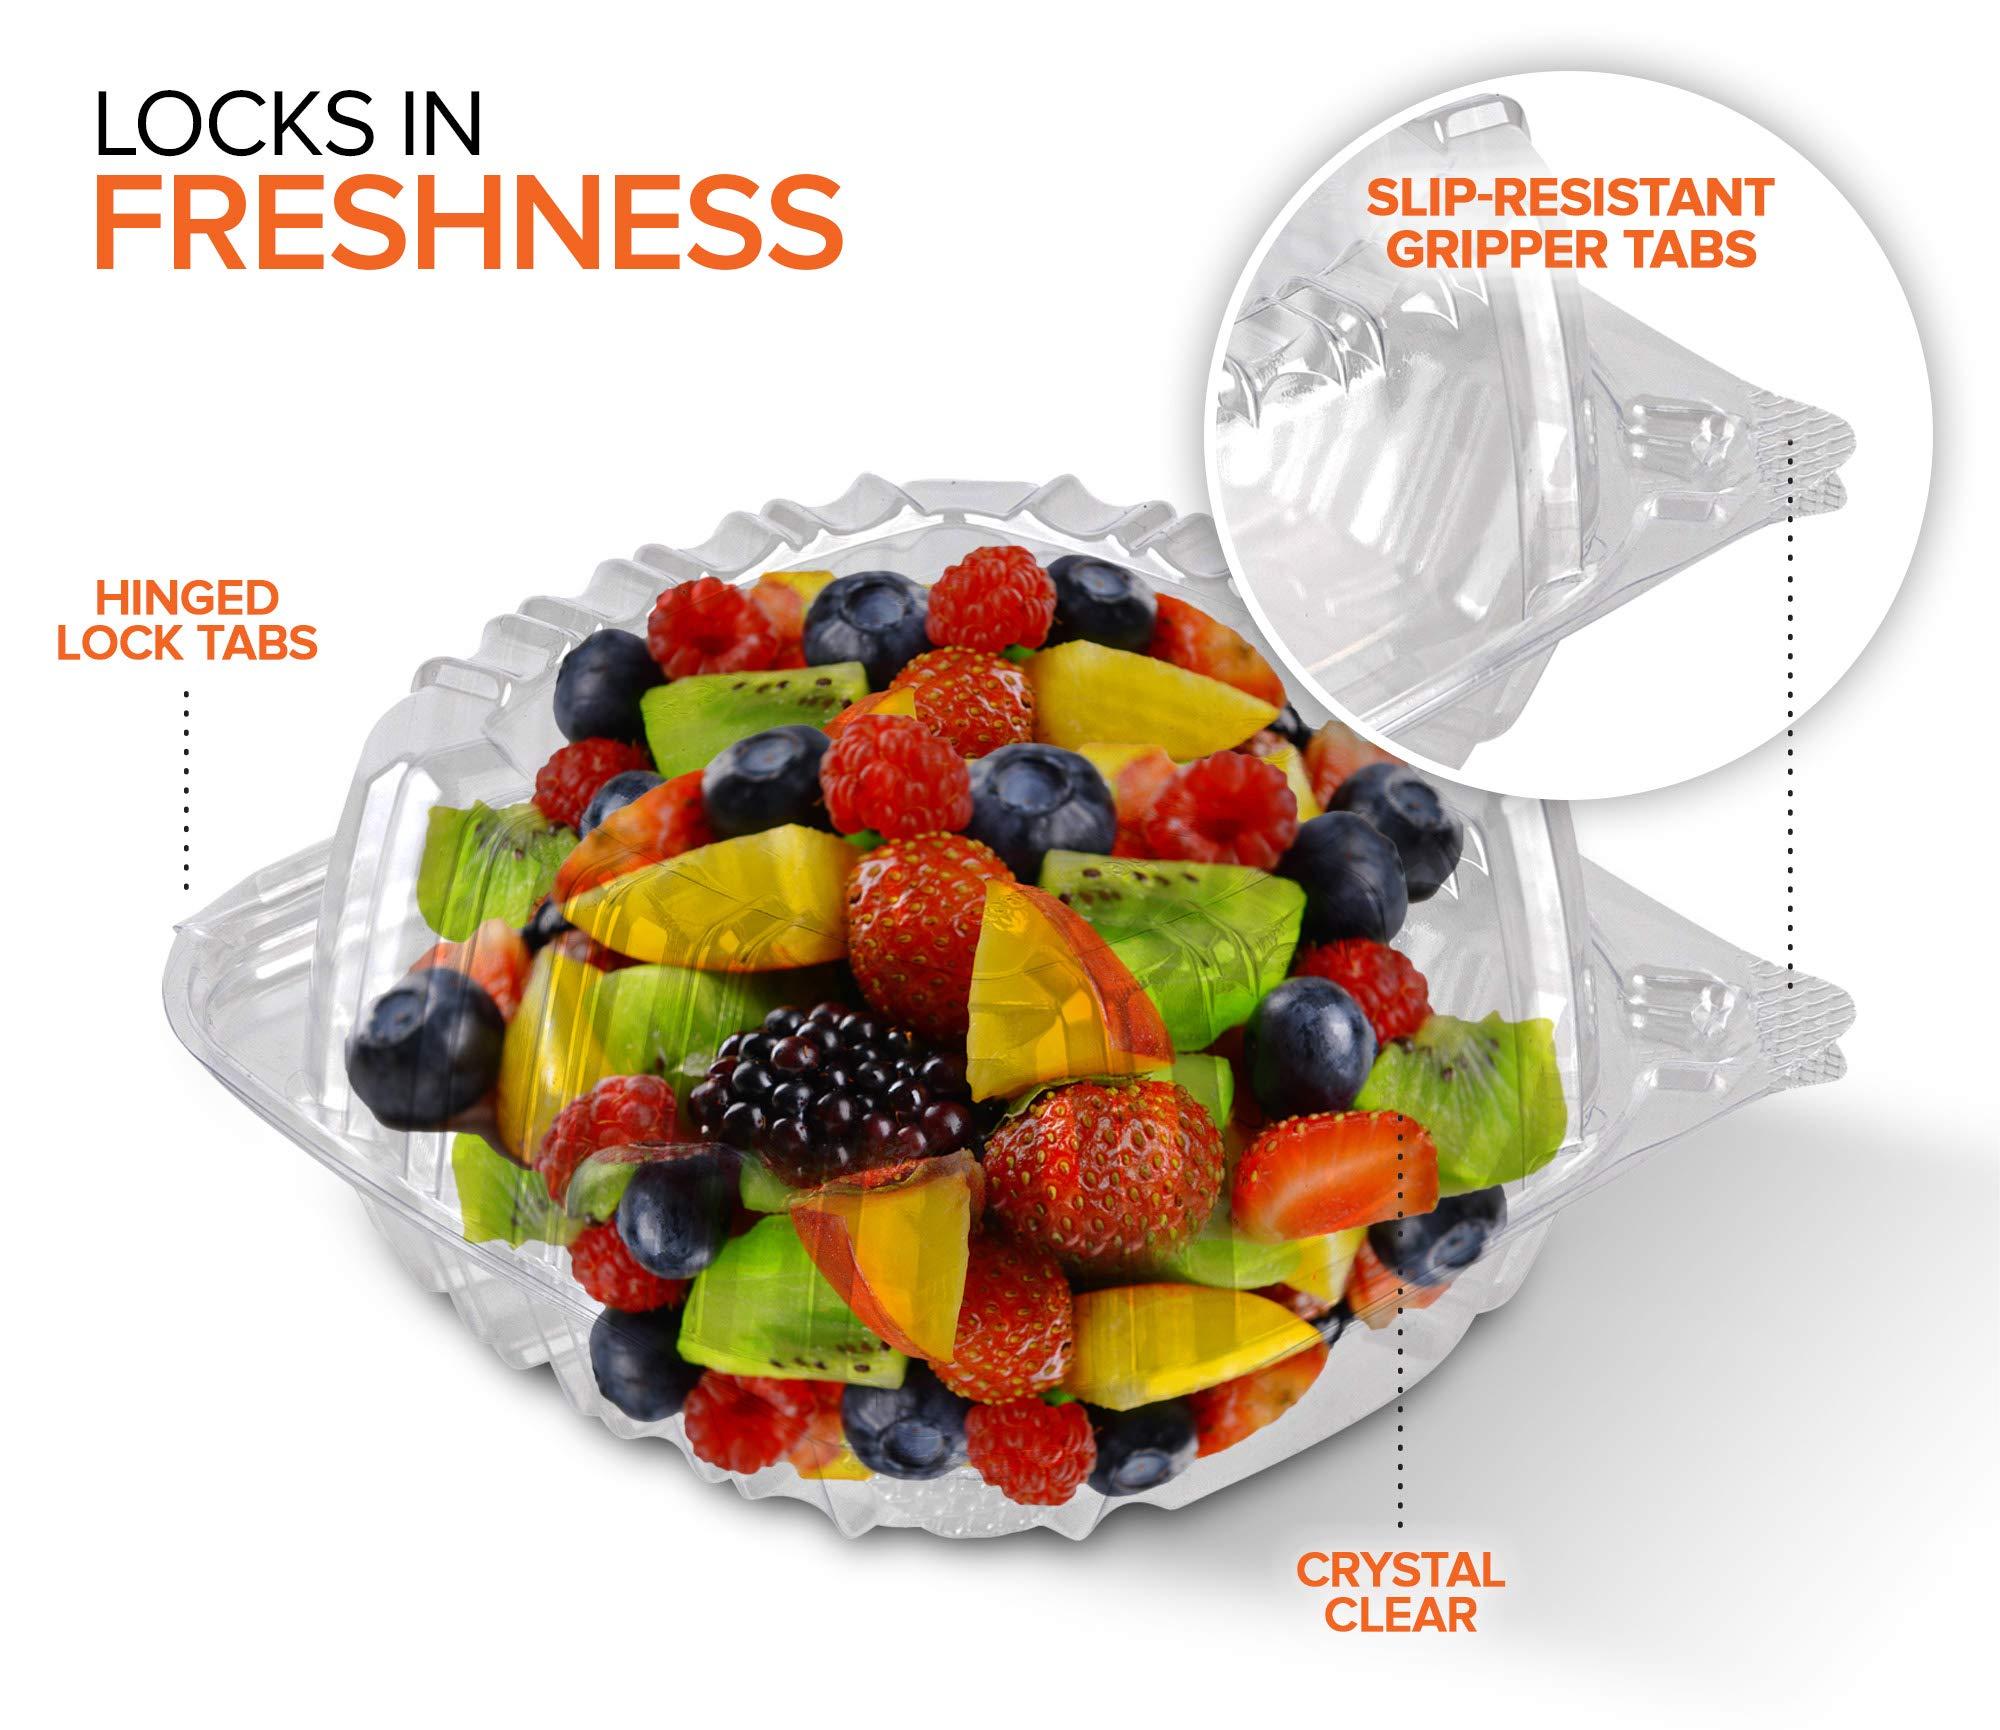 LOCKS IN
FRESHNESS
SLIP-RESISTANT
GRIPPER TABS
HINGED
LOCK TABS
CRYSTAL
CLEAR